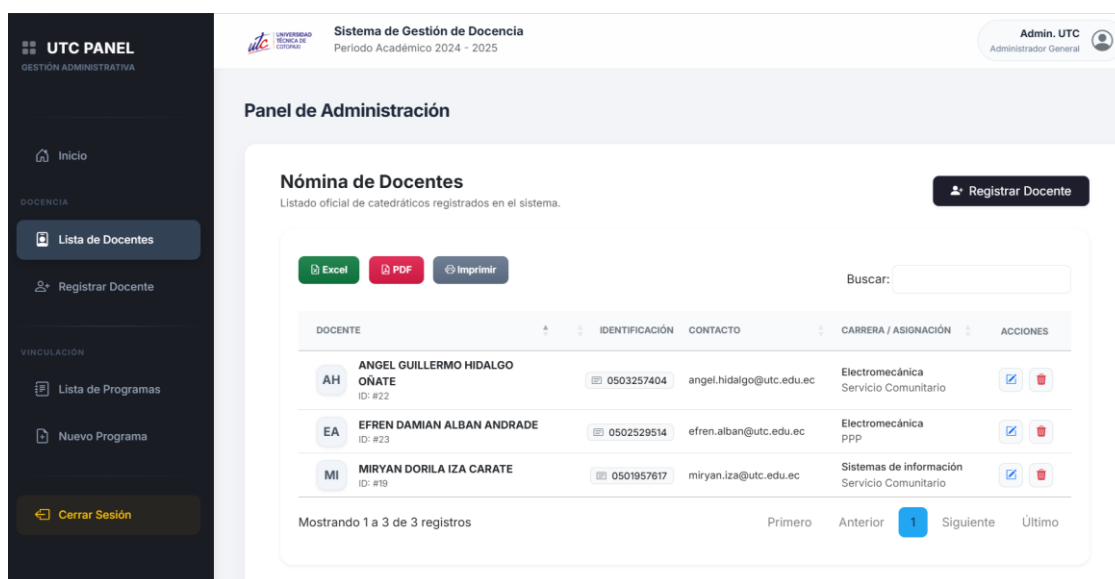 UTC PANEL
GESTIÓN ADMINISTRATIVA
Inicio
DOCENCIA
Lista de Docentes
Registrar Docente
VINCULACIÓN
Lista de Programas
Nuevo Programa
Cerrar Sesión
utc UNIVERSIDAD
TÉCNICA DE
COTOPAXI
Sistema de Gestión de Docencia
Periodo Académico 2024 - 2025
Admin. UTC
Administrador General
Panel de Administración
Nómina de Docentes
Listado oficial de catedráticos registrados en el sistema.
Registrar Docente
Excel PDF Imprimir
Buscar:
DOCENTE IDENTIFICACIÓN CONTACTO CARRERA / ASIGNACIÓN ACCIONES
AH ANGEL GUILLERMO HIDALGO
OÑATE
ID: #22
0503257404 angel.hidalgo@utc.edu.ec
Electromecánica
Servicio Comunitario
EA EFREN DAMIAN ALBAN ANDRADE
ID: #23
0502529514 efren.alban@utc.edu.ec
Electromecánica
PPP
MI MIRYAN DORILA IZA CARATE
ID: #19
0501957617 miryan.iza@utc.edu.ec
Sistemas de información
Servicio Comunitario
Mostrando 1 a 3 de 3 registros
Primero Anterior 1 Siguiente Último